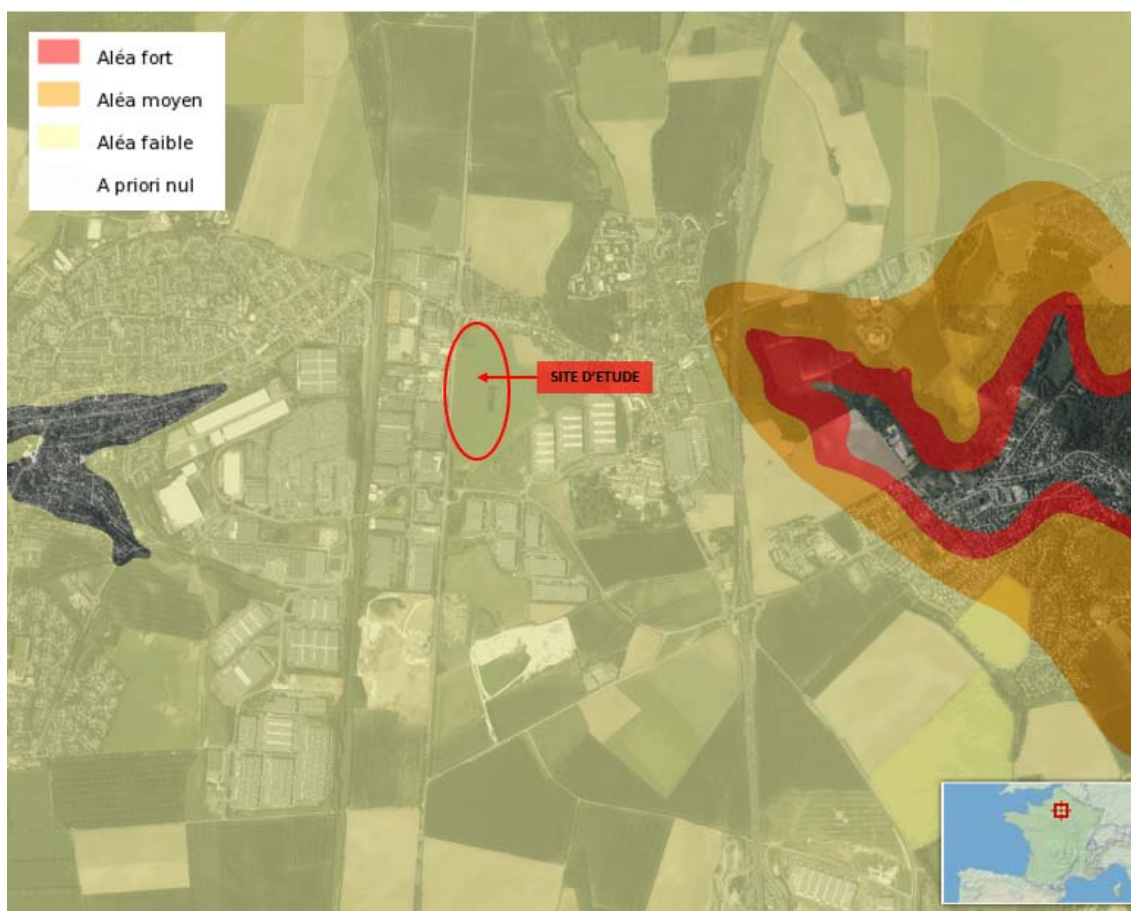 Aléa fort
Aléa moyen
Aléa faible
A priori nul
SITE D'ETUDE